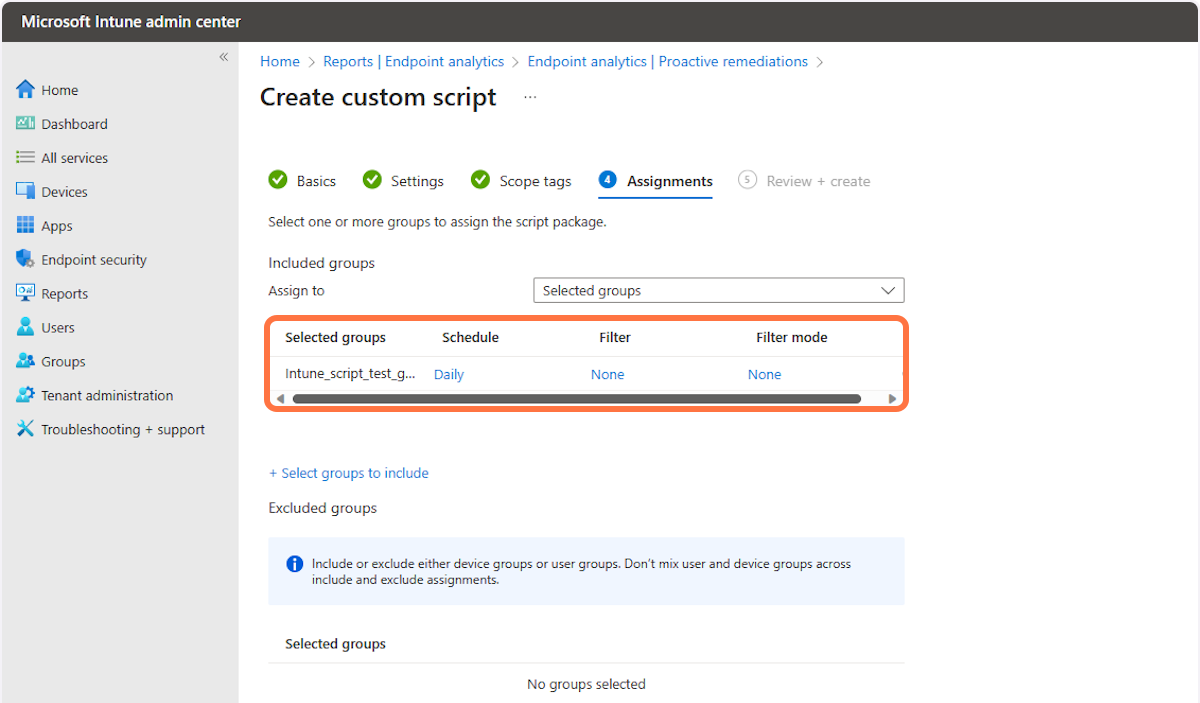 Microsoft Intune admin center
«
Home
Dashboard
All services
Devices
Apps
Endpoint security
Reports
Users
Groups
Tenant administration
Troubleshooting + support
Home > Reports | Endpoint analytics > Endpoint analytics | Proactive remediations >
Create custom script ...
Basics Settings Scope tags 4 Assignments 5 Review + create
Select one or more groups to assign the script package.
Included groups
Assign to Selected groups
Selected groups Schedule Filter Filter mode
Intune_script_test_g... Daily None None
+ Select groups to include
Excluded groups
Include or exclude either device groups or user groups. Don't mix user and device groups across
include and exclude assignments.
Selected groups
No groups selected